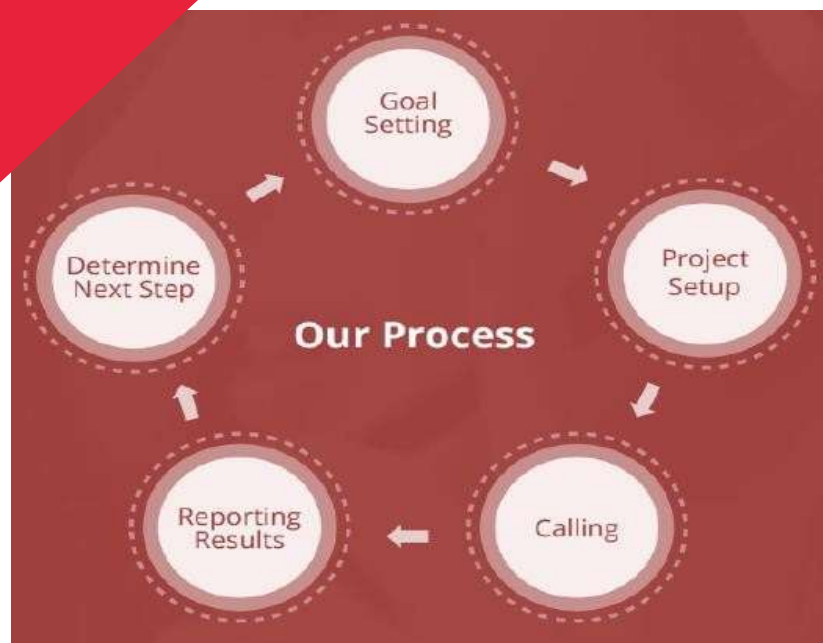 Goal
Setting
Project
Setup
Calling
Reporting
Results
Determine
Next Step
Our Process